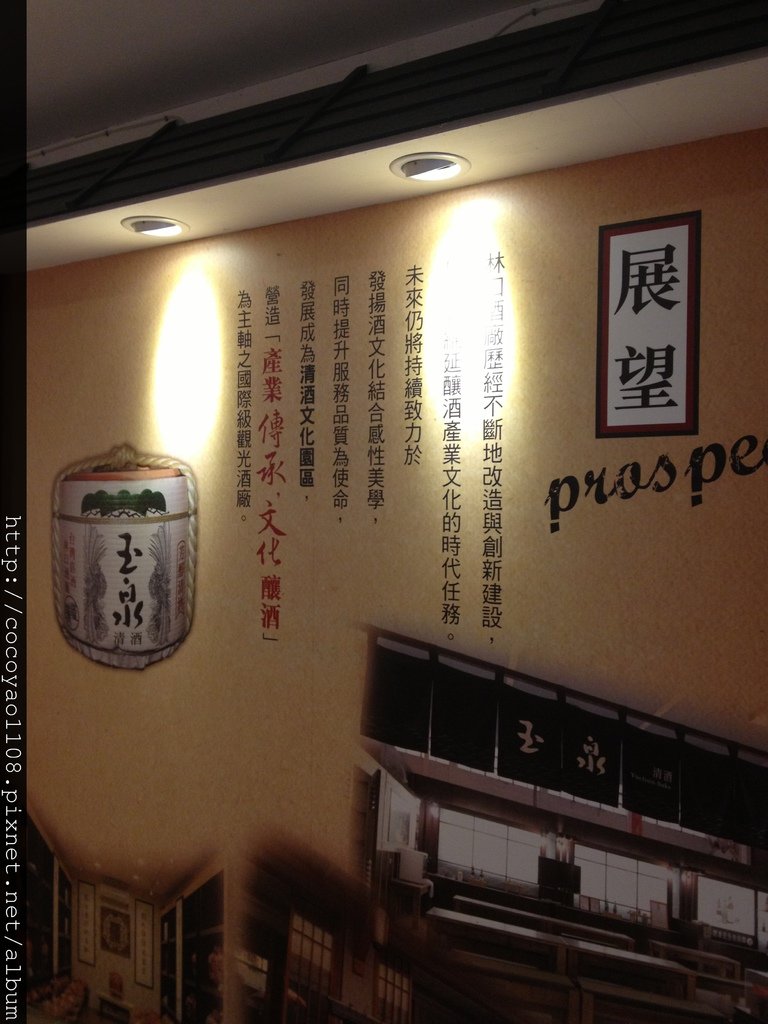 展望
prospec
林口酒廠歷經不斷地改造與創新建設，
延釀酒產業文化的時代任務。
未來仍將持續致力於
發揚酒文化結合感性美學，
同時提升服務品質為使命，
發展成為清酒文化園區，
營造「產業傳承、文化釀酒」
為主軸之國際級觀光酒廠。
玉泉
清酒
玉泉
清酒
http://cocoyao1108.pixnet.net/album